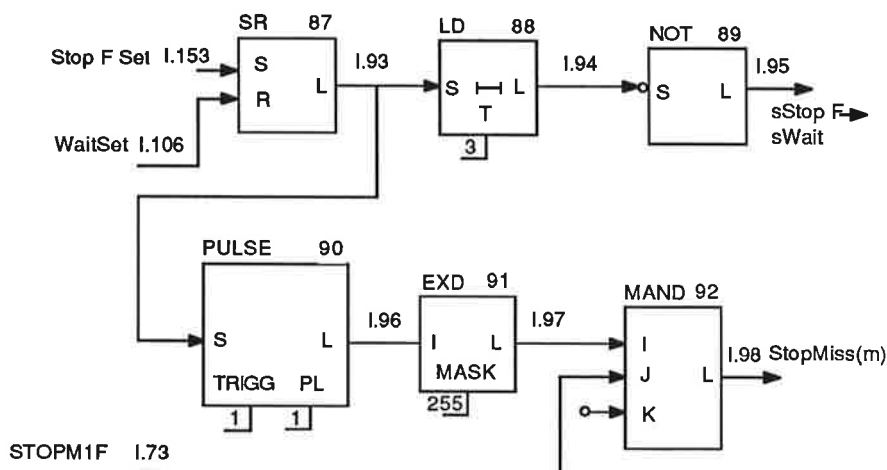 SR 87
LD 88
NOT 89
Stop F Set I.153
S
R
L
I.93
S T L
I.94
S L
I.95
sStop F
sWait
WaitSet I.106
3
PULSE 90
EXD 91
MAND 92
S L
TRIGG PL
1 1
I.96
I L
MASK
255
I.97
I
J L
K
I.98 StopMiss(m)
STOPM1F I.73